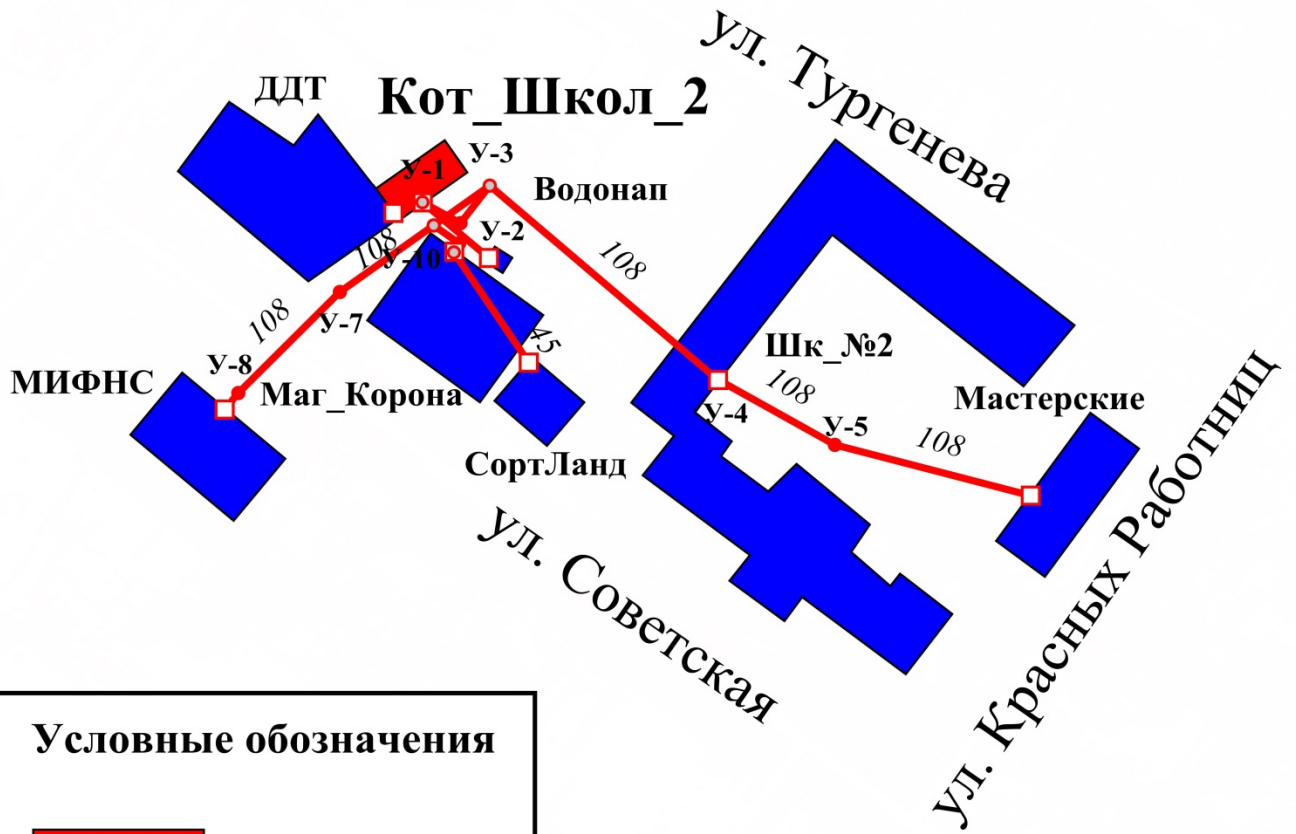 ул. Тургенева
ДДТ
Кот_Школ_2
У-3
У-1
Водонап
У-2
108
У-10
108
108
У-7
45
Шк_№2
У-8
МИФНС
Маг_Корона
108
Мастерские
У-4
У-5
108
СортЛанд
ул. Советская
ул. Красных Работниц
Условные обозначения